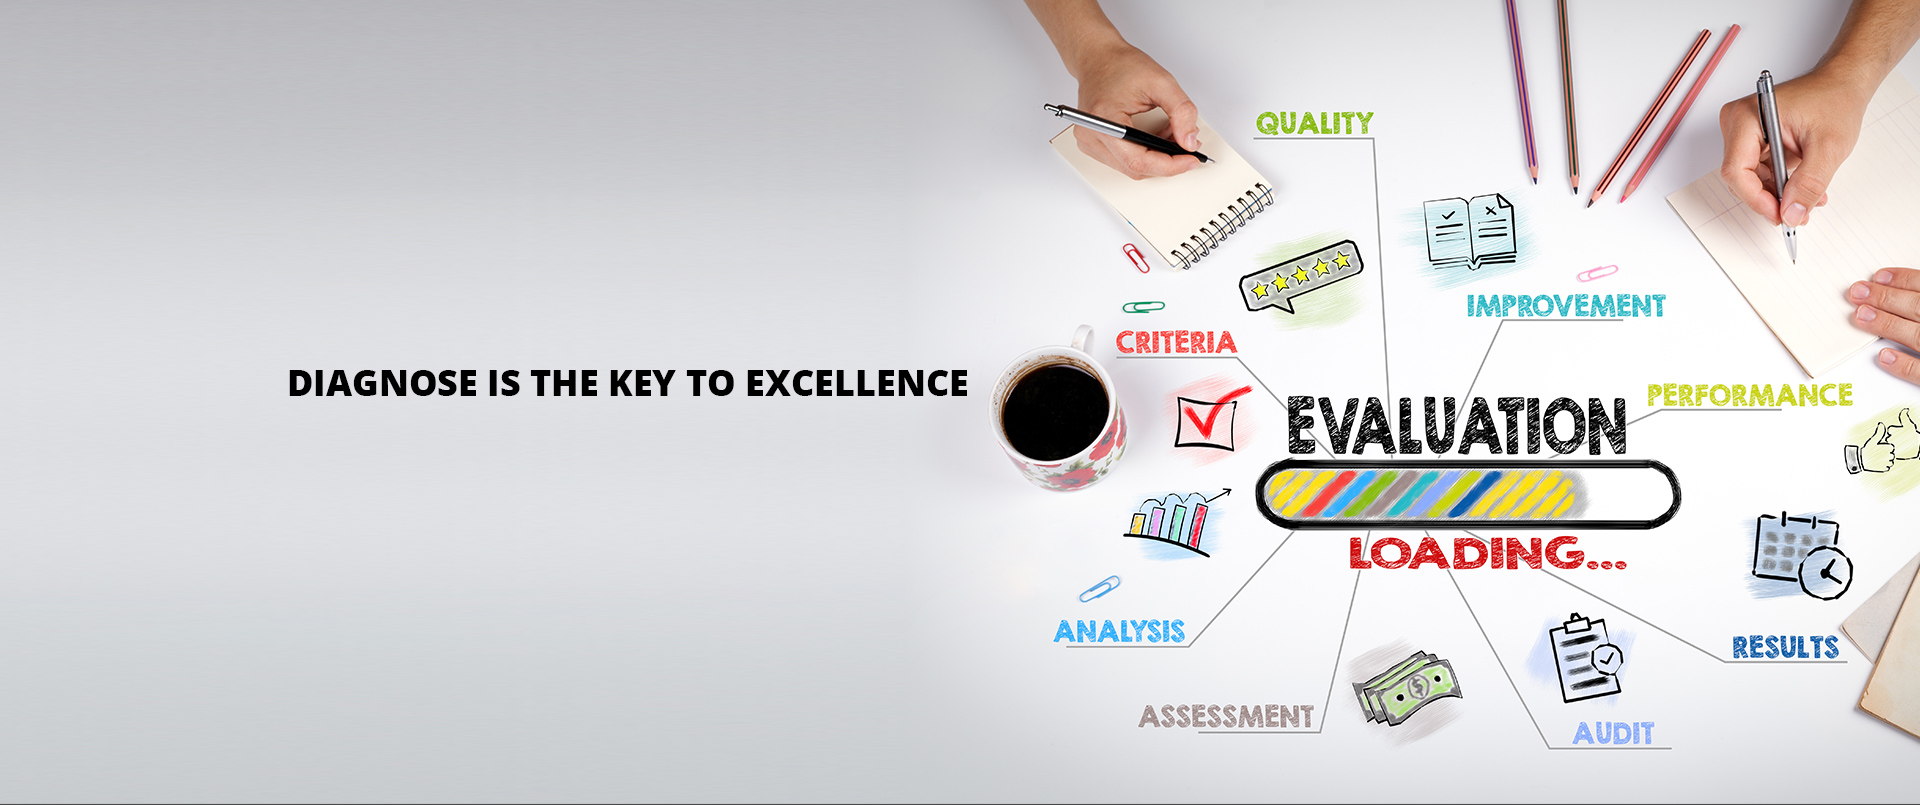 DIAGNOSE IS THE KEY TO EXCELLENCE
QUALITY
IMPROVEMENT
CRITERIA
PERFORMANCE
EVALUATION
LOADING...
ANALYSIS
RESULTS
ASSESSMENT
AUDIT